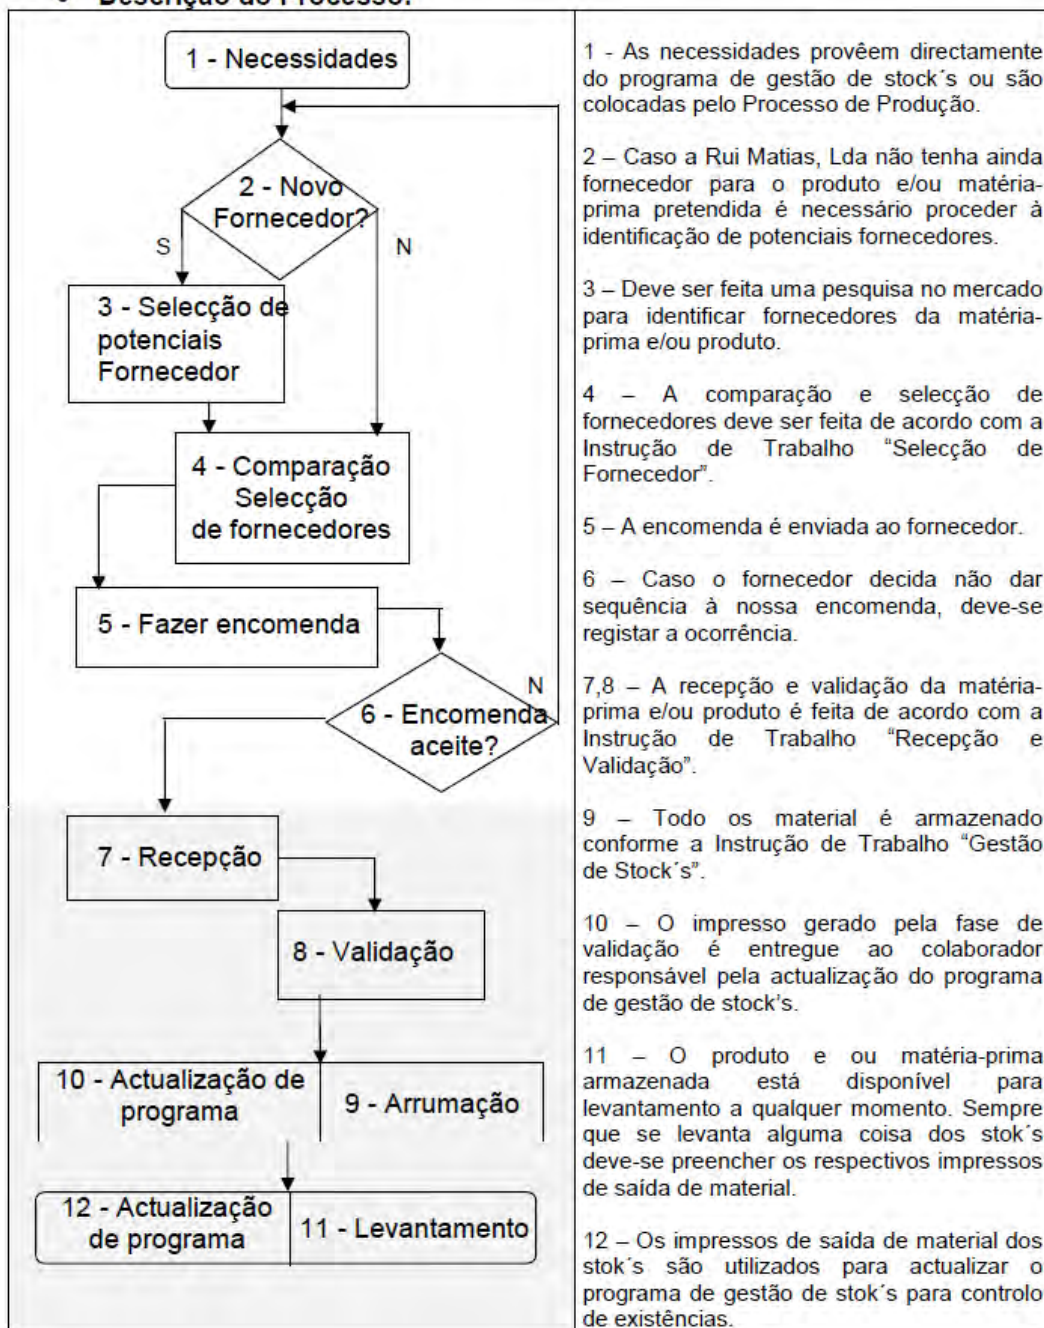 Descrição do Processo:
1 - Necessidades
2 - Novo
Fornecedor?
S
N
3 - Selecção de
potenciais
Fornecedor
4 - Comparação
Selecção
de fornecedores
5 - Fazer encomenda
N
6 - Encomenda
aceite?
7 - Recepção
8 - Validação
10 - Actualização de
programa
9 - Arrumação
12 - Actualização
de programa
11 - Levantamento
1 - As necessidades provêem directamente
do programa de gestão de stock´s ou são
colocadas pelo Processo de Produção.
2 – Caso a Rui Matias, Lda não tenha ainda
fornecedor para o produto e/ou matéria-
prima pretendida é necessário proceder à
identificação de potenciais fornecedores.
3 – Deve ser feita uma pesquisa no mercado
para identificar fornecedores da matéria-
prima e/ou produto.
4 – A comparação e selecção de
fornecedores deve ser feita de acordo com a
Instrução de Trabalho “Selecção de
Fornecedor”.
5 – A encomenda é enviada ao fornecedor.
6 – Caso o fornecedor decida não dar
sequência à nossa encomenda, deve-se
registar a ocorrência.
7,8 – A recepção e validação da matéria-
prima e/ou produto é feita de acordo com a
Instrução de Trabalho “Recepção e
Validação”.
9 – Todo os material é armazenado
conforme a Instrução de Trabalho “Gestão
de Stock´s”.
10 – O impresso gerado pela fase de
validação é entregue ao colaborador
responsável pela actualização do programa
de gestão de stock’s.
11 – O produto e ou matéria-prima
armazenada está disponível para
levantamento a qualquer momento. Sempre
que se levanta alguma coisa dos stok´s
deve-se preencher os respectivos impressos
de saída de material.
12 – Os impressos de saída de material dos
stok´s são utilizados para actualizar o
programa de gestão de stok´s para controlo
de existências.